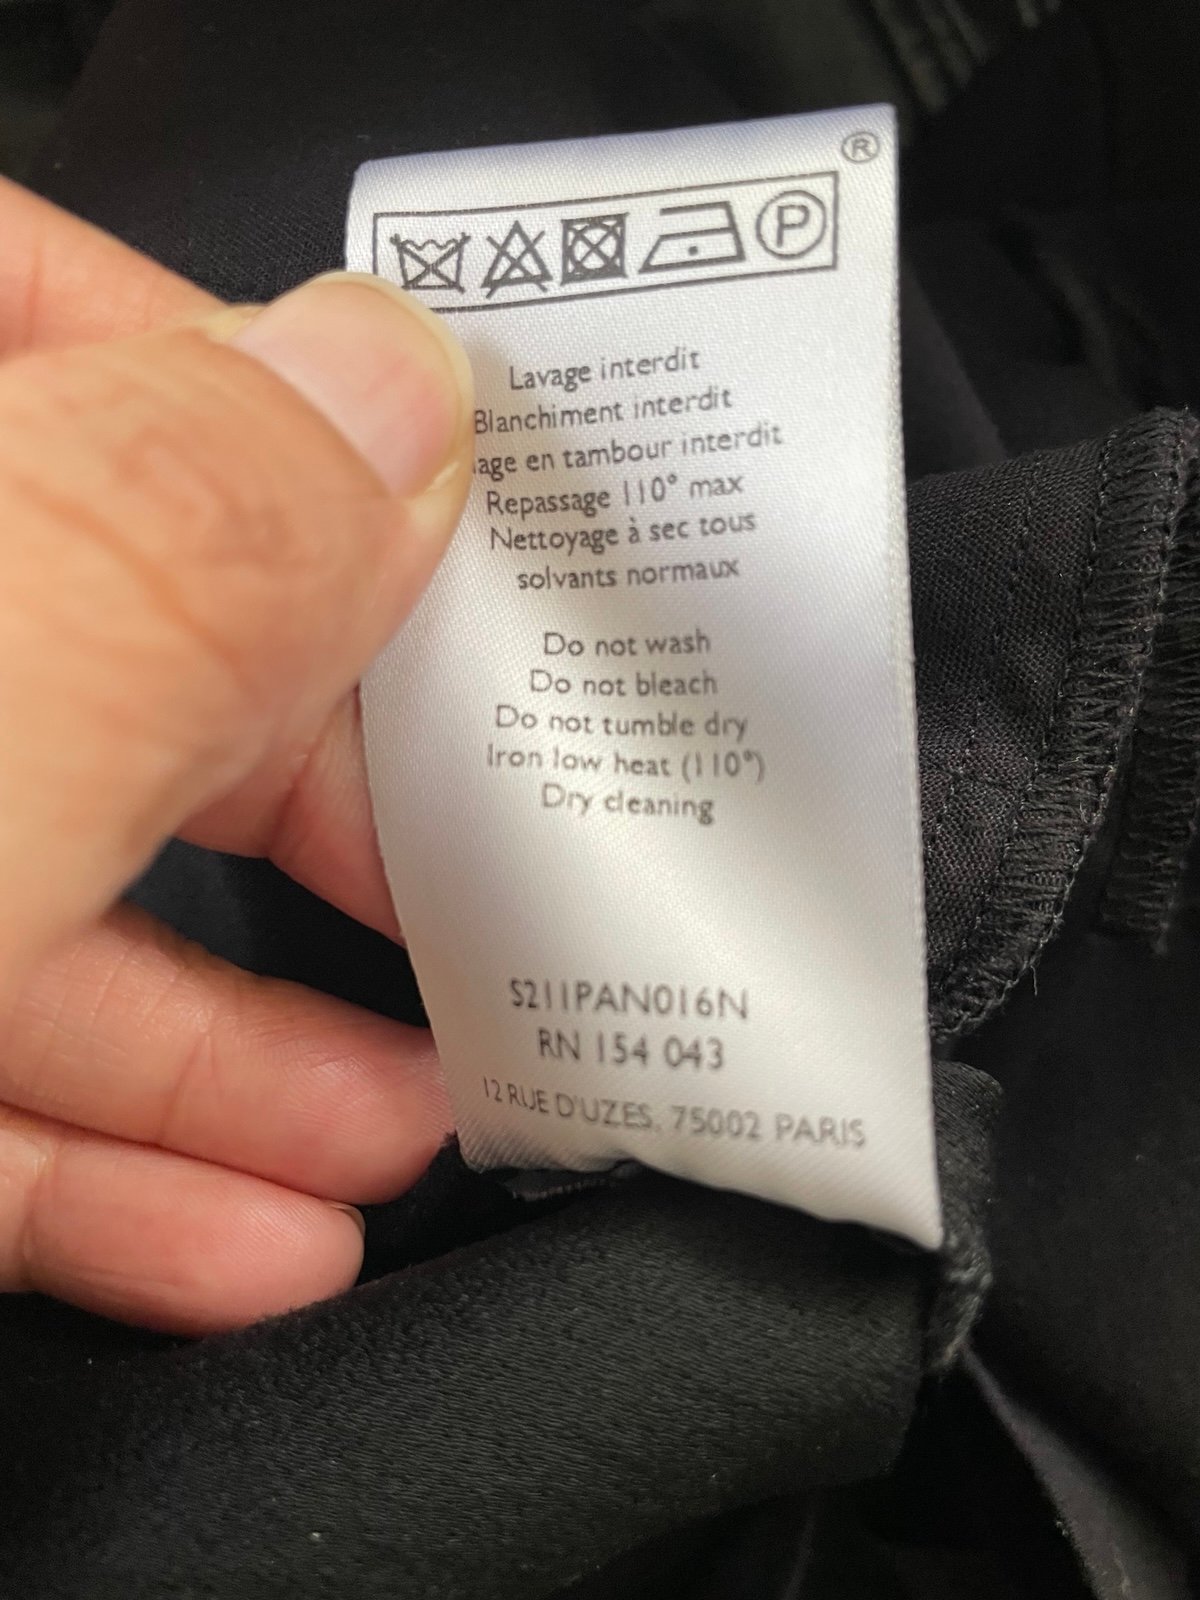 ®
P
Lavage interdit
Blanchiment interdit
en tambour interdit
Repassage 110° max
Nettoyage à sec tous
solvants normaux
Do not wash
Do not bleach
Do not tumble dry
Iron low heat (110°)
Dry cleaning
S211PAN016N
RN 154 043
12 RUE D'UZES, 75002 PARIS